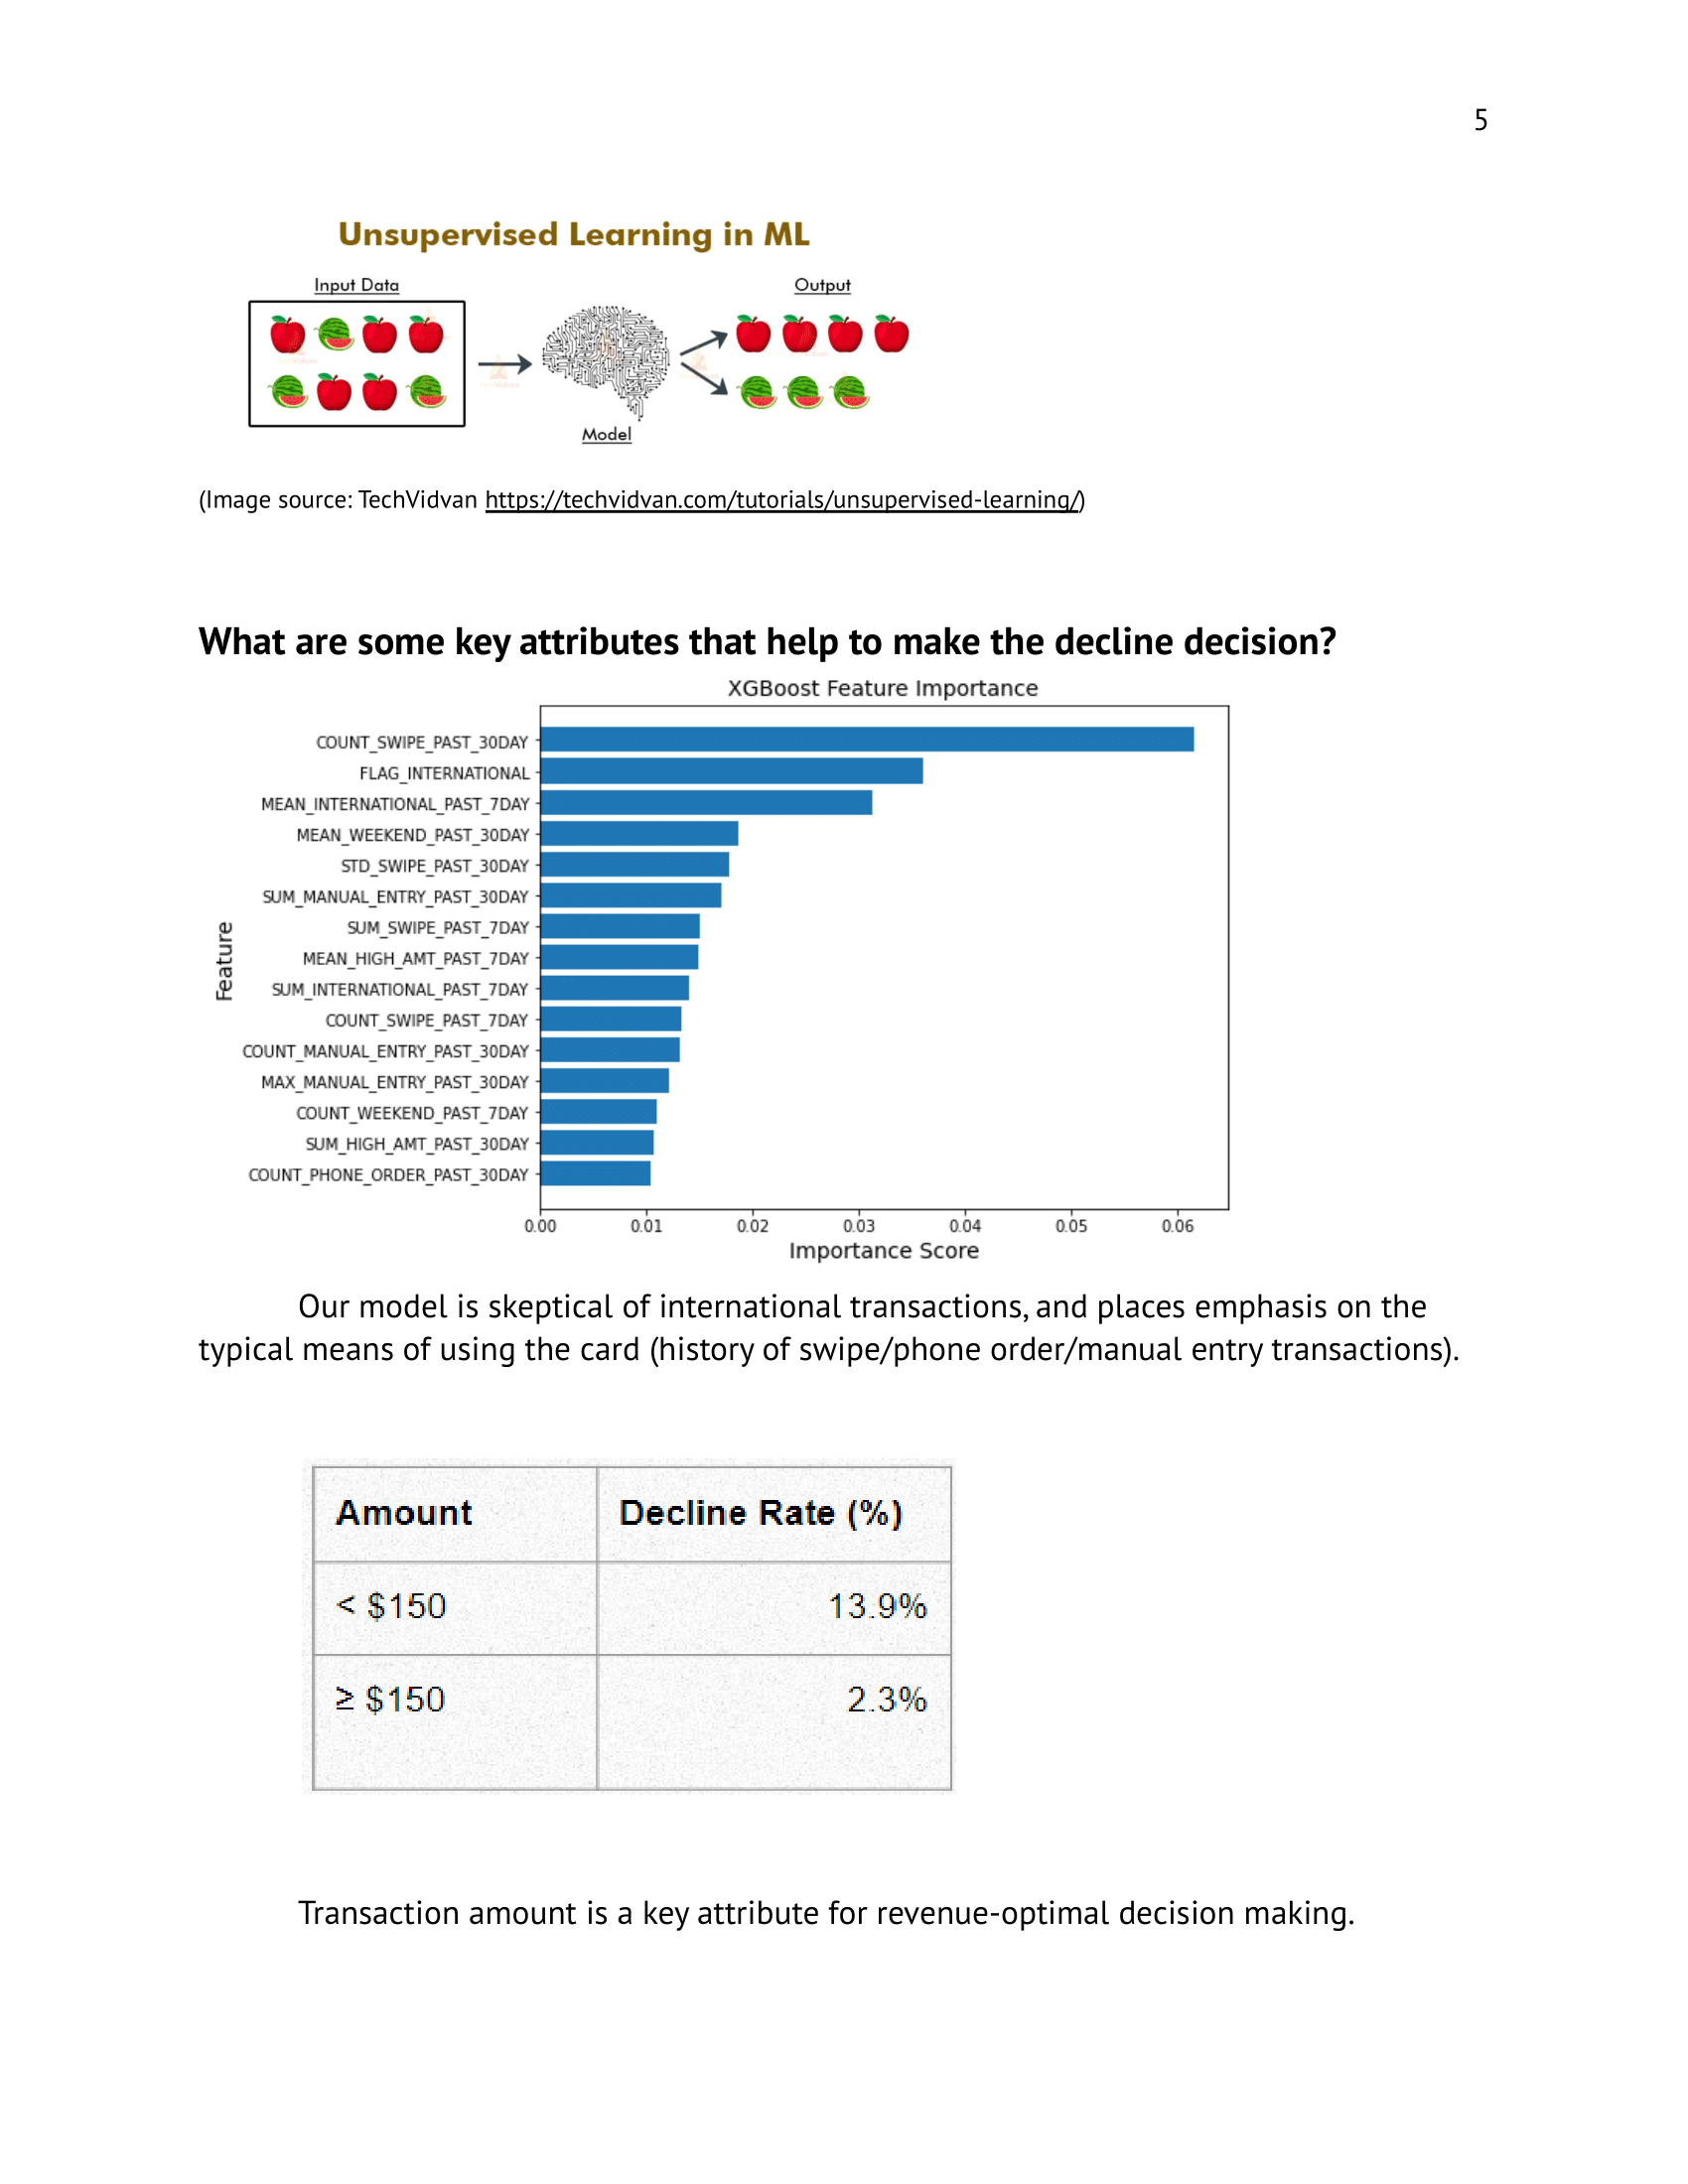 5
Unsupervised Learning in ML
Input Data
Output
Model
(Image source: TechVidvan https://techvidvan.com/tutorials/unsupervised-learning/)
What are some key attributes that help to make the decline decision?
XGBoost Feature Importance
COUNT_SWIPE_PAST_30DAY
FLAG_INTERNATIONAL
MEAN_INTERNATIONAL_PAST_7DAY
MEAN_WEEKEND_PAST_30DAY
STD_SWIPE_PAST_30DAY
SUM_MANUAL_ENTRY_PAST_30DAY
SUM_SWIPE_PAST_7DAY
MEAN_HIGH_AMT_PAST_7DAY
SUM_INTERNATIONAL_PAST_7DAY
COUNT_SWIPE_PAST_7DAY
COUNT_MANUAL_ENTRY_PAST_30DAY
MAX_MANUAL_ENTRY_PAST_30DAY
COUNT_WEEKEND_PAST_7DAY
SUM_HIGH_AMT_PAST_30DAY
COUNT_PHONE_ORDER_PAST_30DAY
Feature
0.00 0.01 0.02 0.03 0.04 0.05 0.06
Importance Score
Our model is skeptical of international transactions, and places emphasis on the
typical means of using the card (history of swipe/phone order/manual entry transactions).
Amount Decline Rate (%)
< $150 13.9%
≥ $150 2.3%
Transaction amount is a key attribute for revenue-optimal decision making.